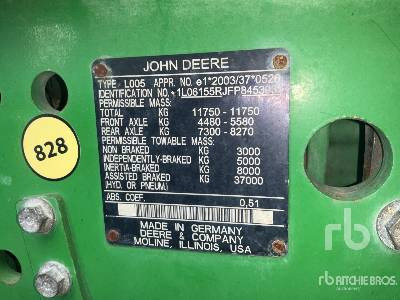 JOHN DEERE
TYPE L005 APPR. NO. e1*2003/37*0526
IDENTIFICATION NO.
PERMISSIBLE MASS:
TOTAL KG 11750 - 11750
FRONT AXLE KG 4480 - 5580
REAR AXLE KG 7300 - 8270
PERMISSIBLE TOWABLE MASS:
NON BRAKED KG 3000
INDEPENDENTLY-BRAKED KG 5000
INERTIA-BRAKED KG 8000
ASSISTED BRAKED KG 37000
(HYD. OR PNEUM.)
ABS. COEF. 0,51
MADE IN GERMANY
DEERE & COMPANY
MOLINE, ILLINOIS, USA
828
rb
rb RITCHIE BROS.